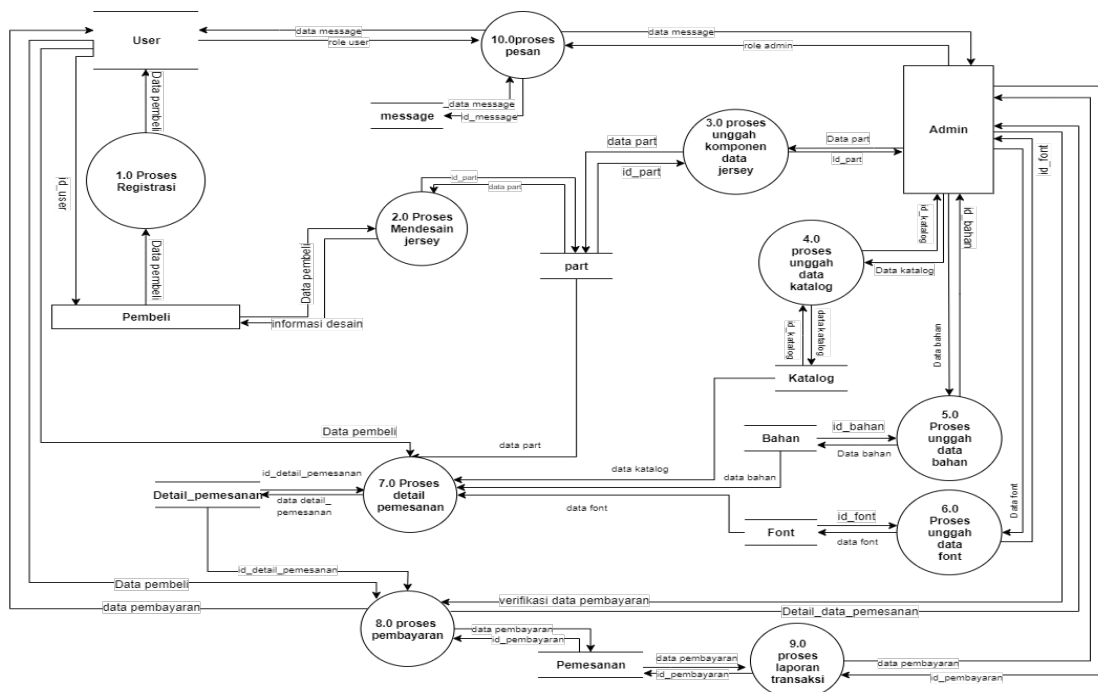 User
data message
role user
10.0proses
pesan
data message
role admin
_data message
id_message
message
Admin
Data pembeli
1.0 Proses
Registrasi
id_user
Data pembeli
Pembeli
Data pembeli
informasi desain
2.0 Proses
Mendesain
jersey
id_part
data part
part
data part
id_part
3.0 proses
unggah
komponen
data
jersey
Data part
Id_part
4.0
proses
unggah
data
katalog
id_katalog
Data katalog
id_katalog
data katalog
Katalog
id_bahan
id_font
Data bahan
Data font
5.0
Proses
unggah
data
bahan
id_bahan
Data bahan
Bahan
6.0
Proses
unggah
data
font
id_font
data font
Font
Data pembeli
data part
data katalog
data bahan
data font
7.0 Proses
detail
pemesanan
id_detail_pemesanan
data detail_
pemesanan
Detail_pemesanan
id_detail_pemesanan
Data pembeli
data pembayaran
8.0 proses
pembayaran
verifikasi data pembayaran
Detail_data_pemesanan
data pembayaran
id_pembayaran
Pemesanan
data pembayaran
id_pembayaran
9.0
proses
laporan
transaksi
data pembayaran
id_pembayaran